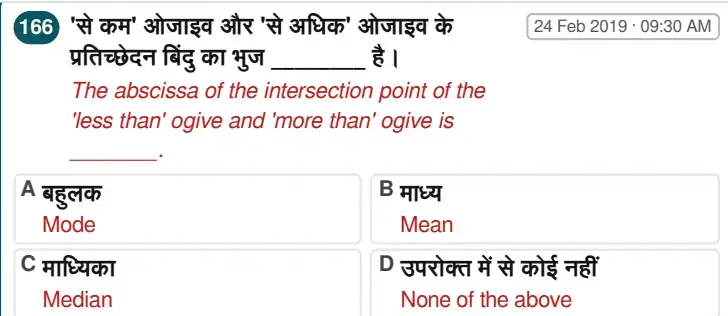 166 'से कम' ओजाइव और 'से अधिक' ओजाइव के
24 Feb 2019 · 09:30 AM
प्रतिच्छेदन बिंदु का भुज ________ है।
The abscissa of the intersection point of the
'less than' ogive and 'more than' ogive is
________.
A बहुलक
Mode
B माध्य
Mean
C माध्यिका
Median
D उपरोक्त में से कोई नहीं
None of the above